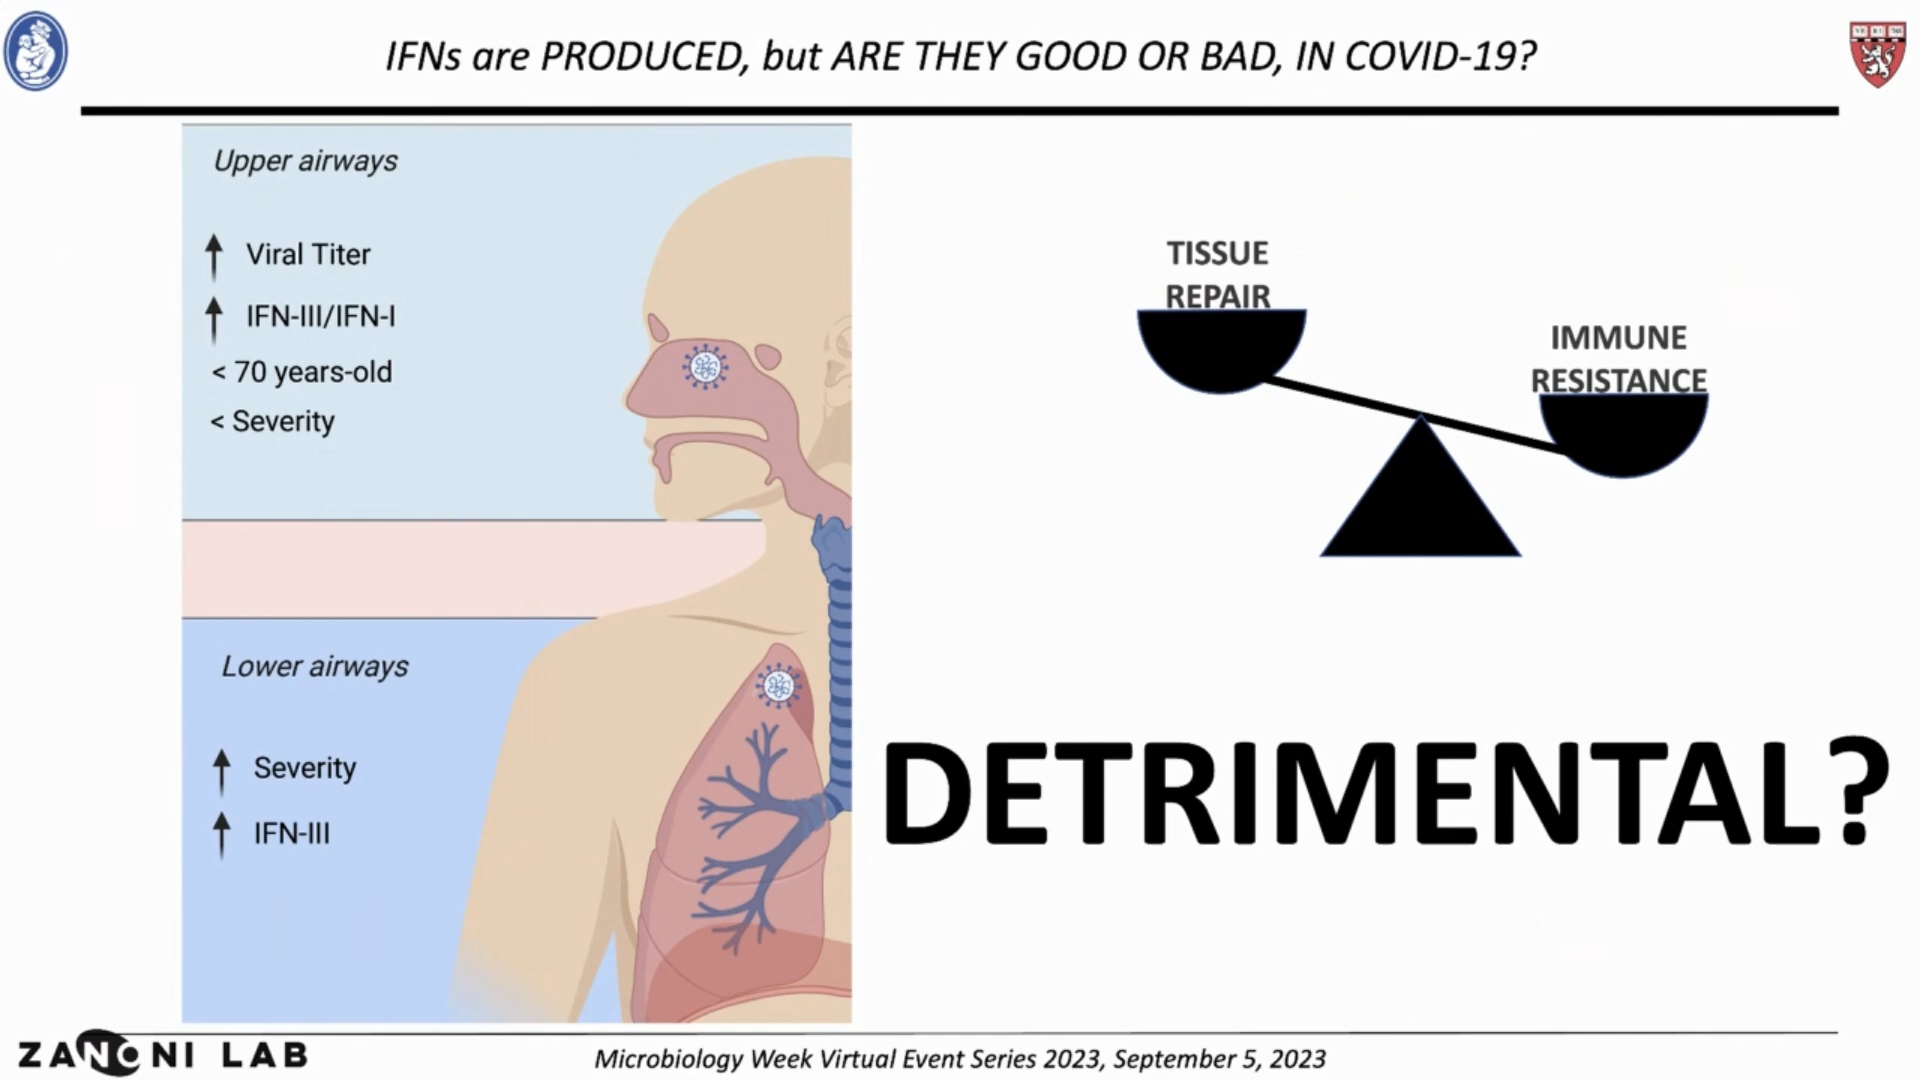 IFNs are PRODUCED, but ARE THEY GOOD OR BAD, IN COVID-19?
Upper airways
Viral Titer
IFN-III/IFN-I
< 70 years-old
< Severity
Lower airways
Severity
IFN-III
TISSUE
REPAIR
IMMUNE
RESISTANCE
DETRIMENTAL?
ZANONI LAB
Microbiology Week Virtual Event Series 2023, September 5, 2023